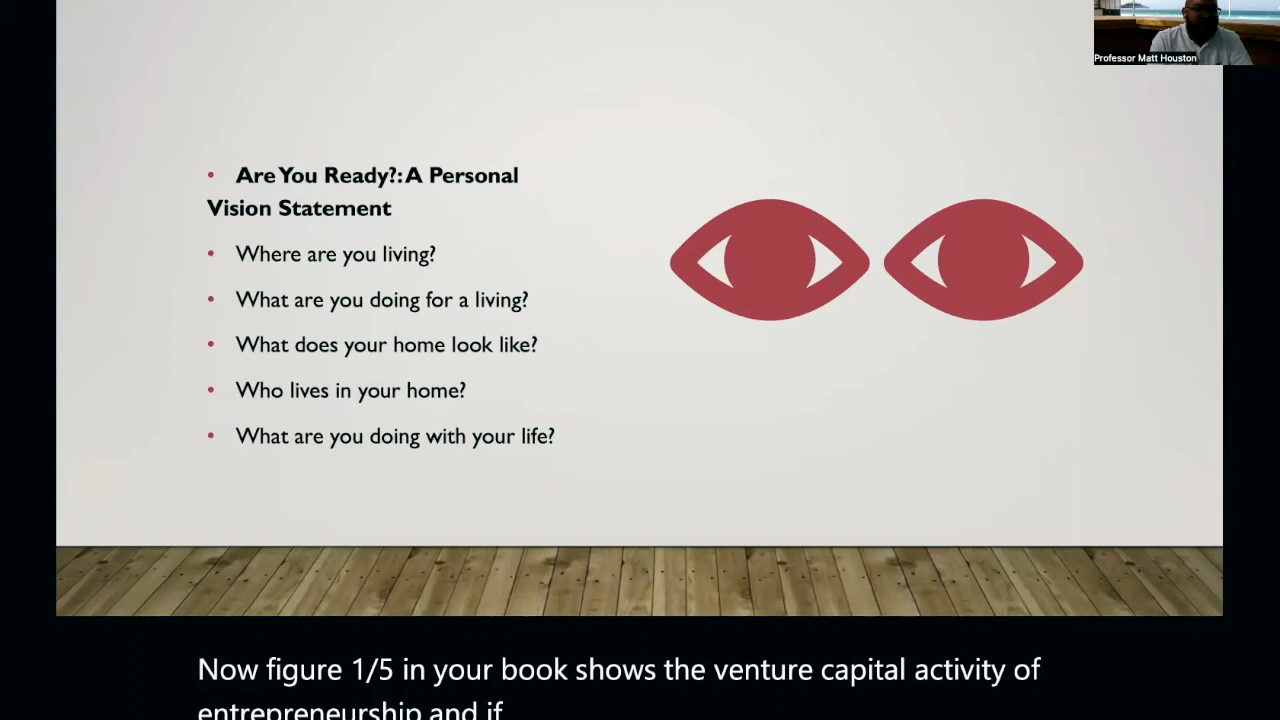 Professor Matt Houston
• Are You Ready?: A Personal
Vision Statement
• Where are you living?
• What are you doing for a living?
• What does your home look like?
• Who lives in your home?
• What are you doing with your life?
Now figure 1/5 in your book shows the venture capital activity of
entrepreneurship and if